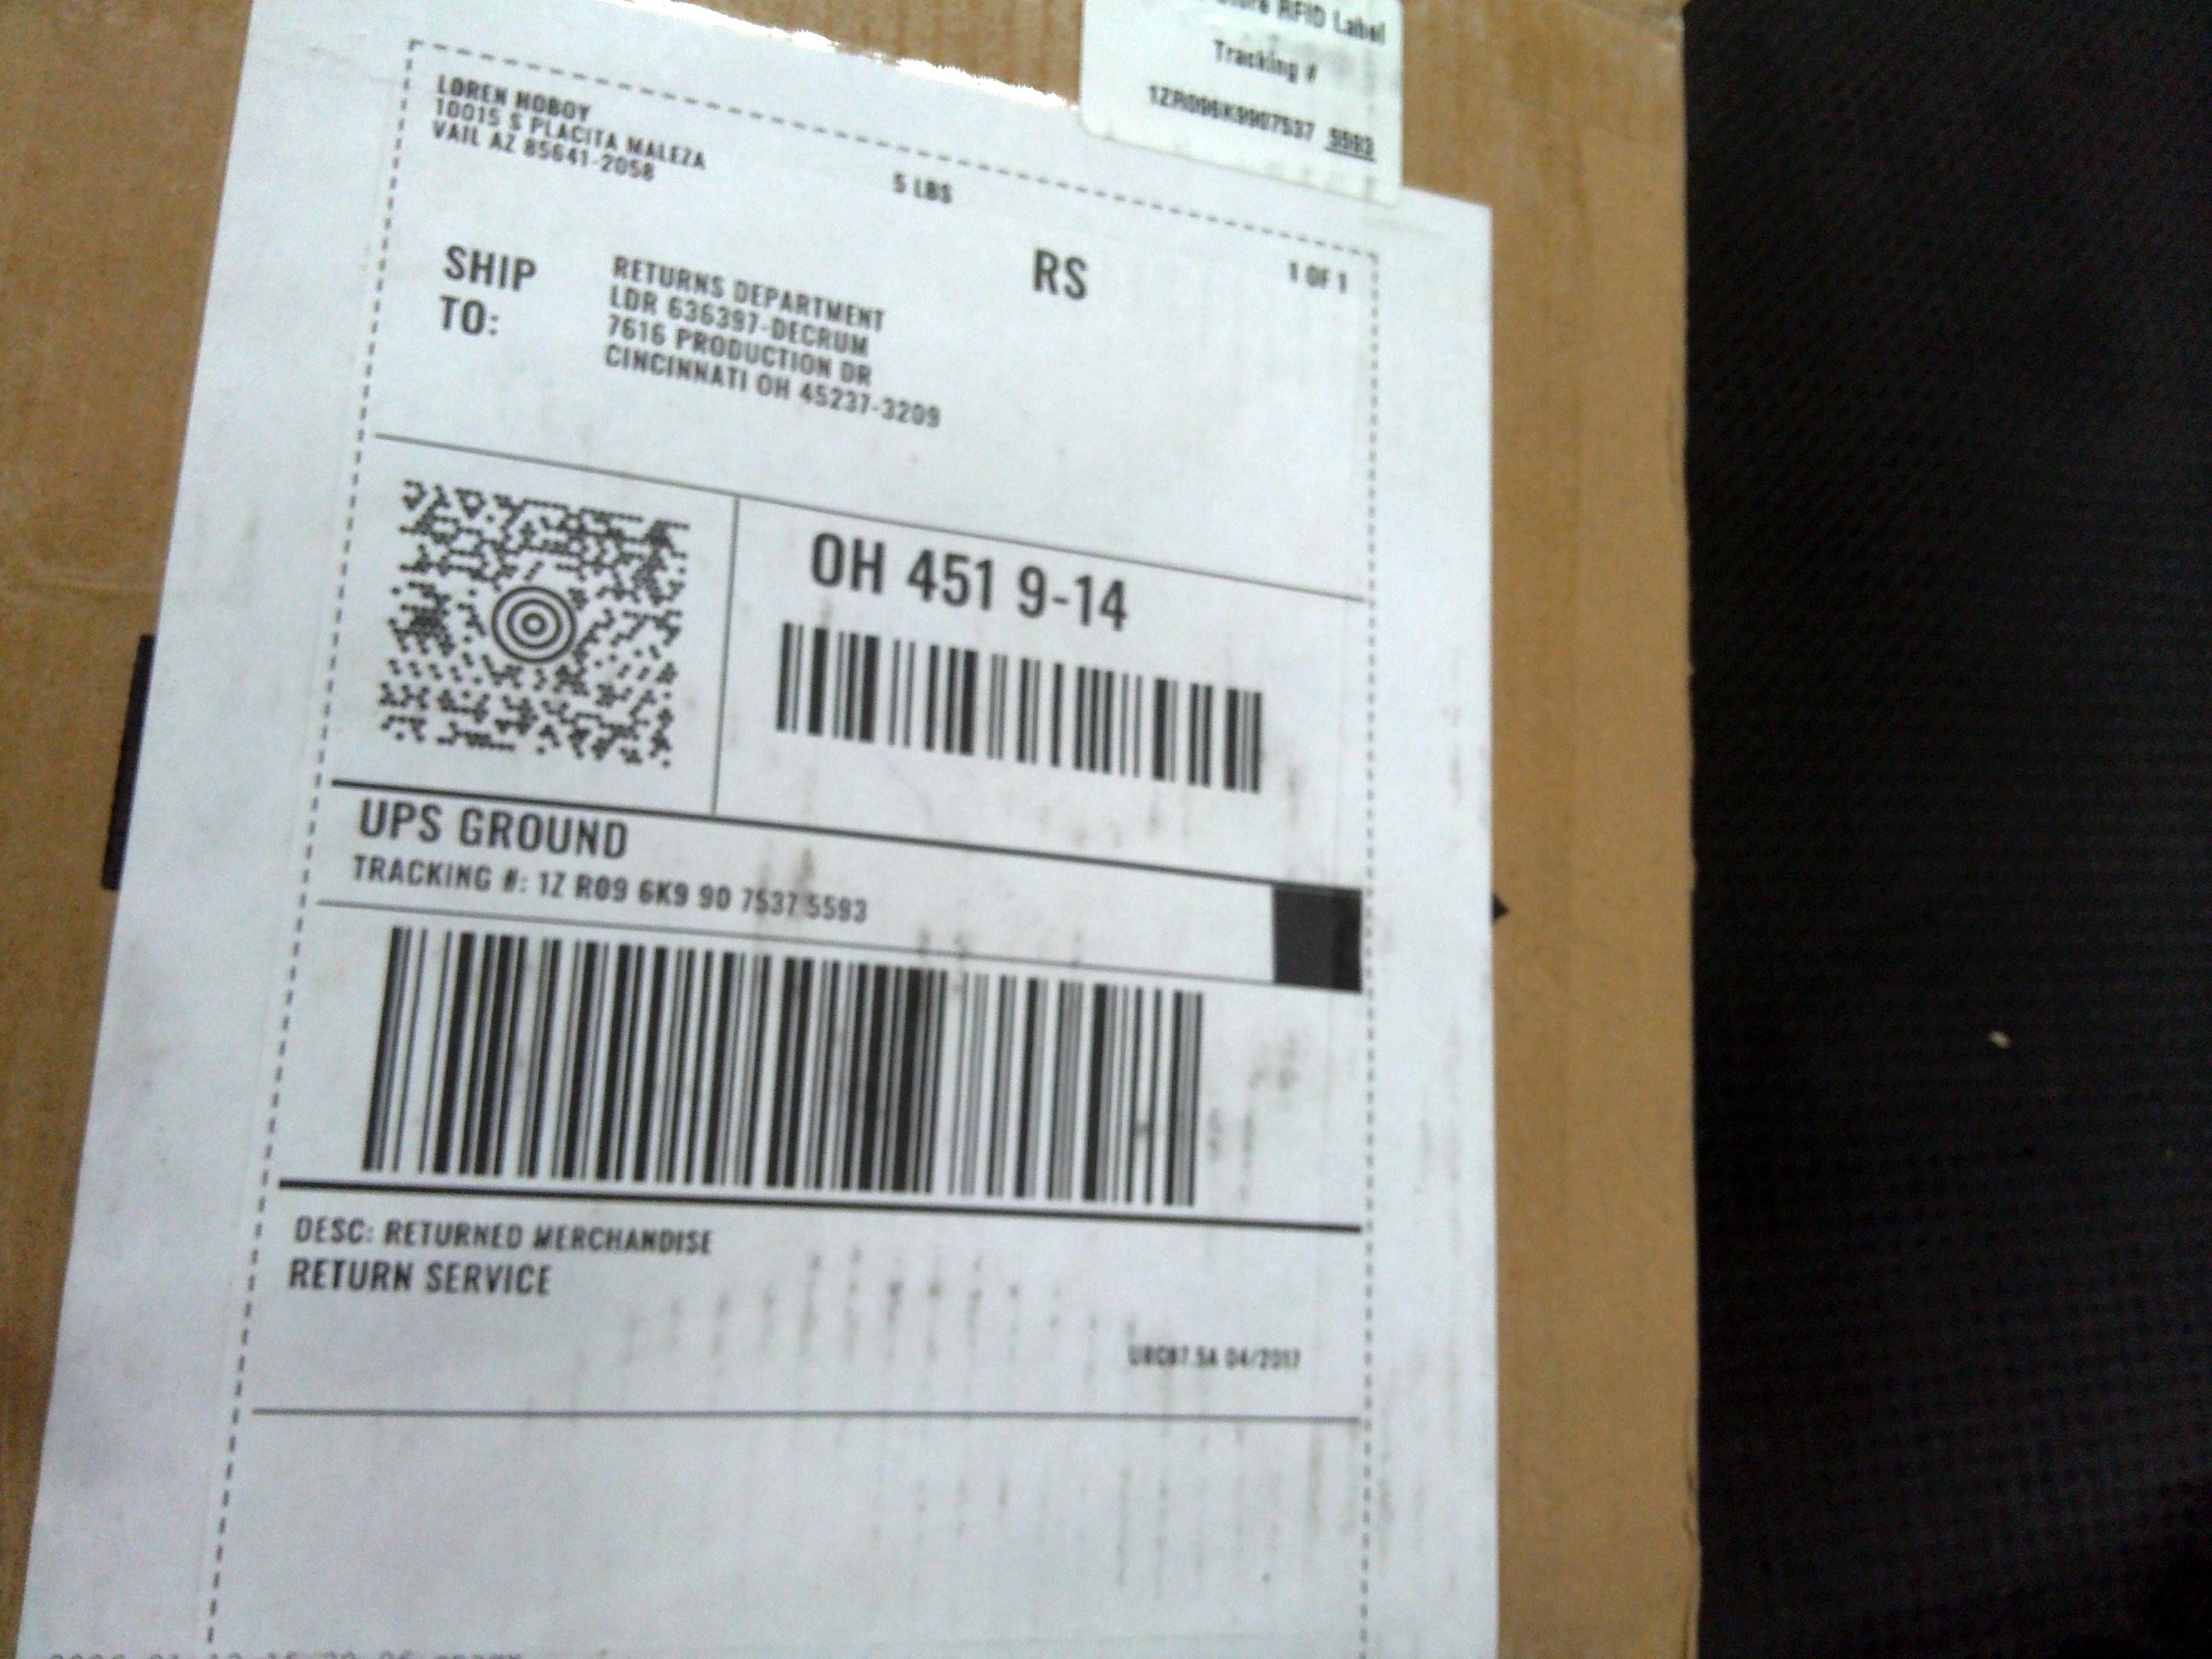 RFID Label
Tracking #
1ZR096K9907537 5593
LOREN HOBOY
10015 S PLACITA MALEZA
VAIL AZ 85641-2058
5 LBS
RS
1 OF 1
SHIP
TO:
RETURNS DEPARTMENT
LDR 636397-DECRUM
7616 PRODUCTION DR
CINCINNATI OH 45237-3209
OH 451 9-14
UPS GROUND
TRACKING #: 1Z R09 6K9 90 7537 5593
DESC: RETURNED MERCHANDISE
RETURN SERVICE
04/2017